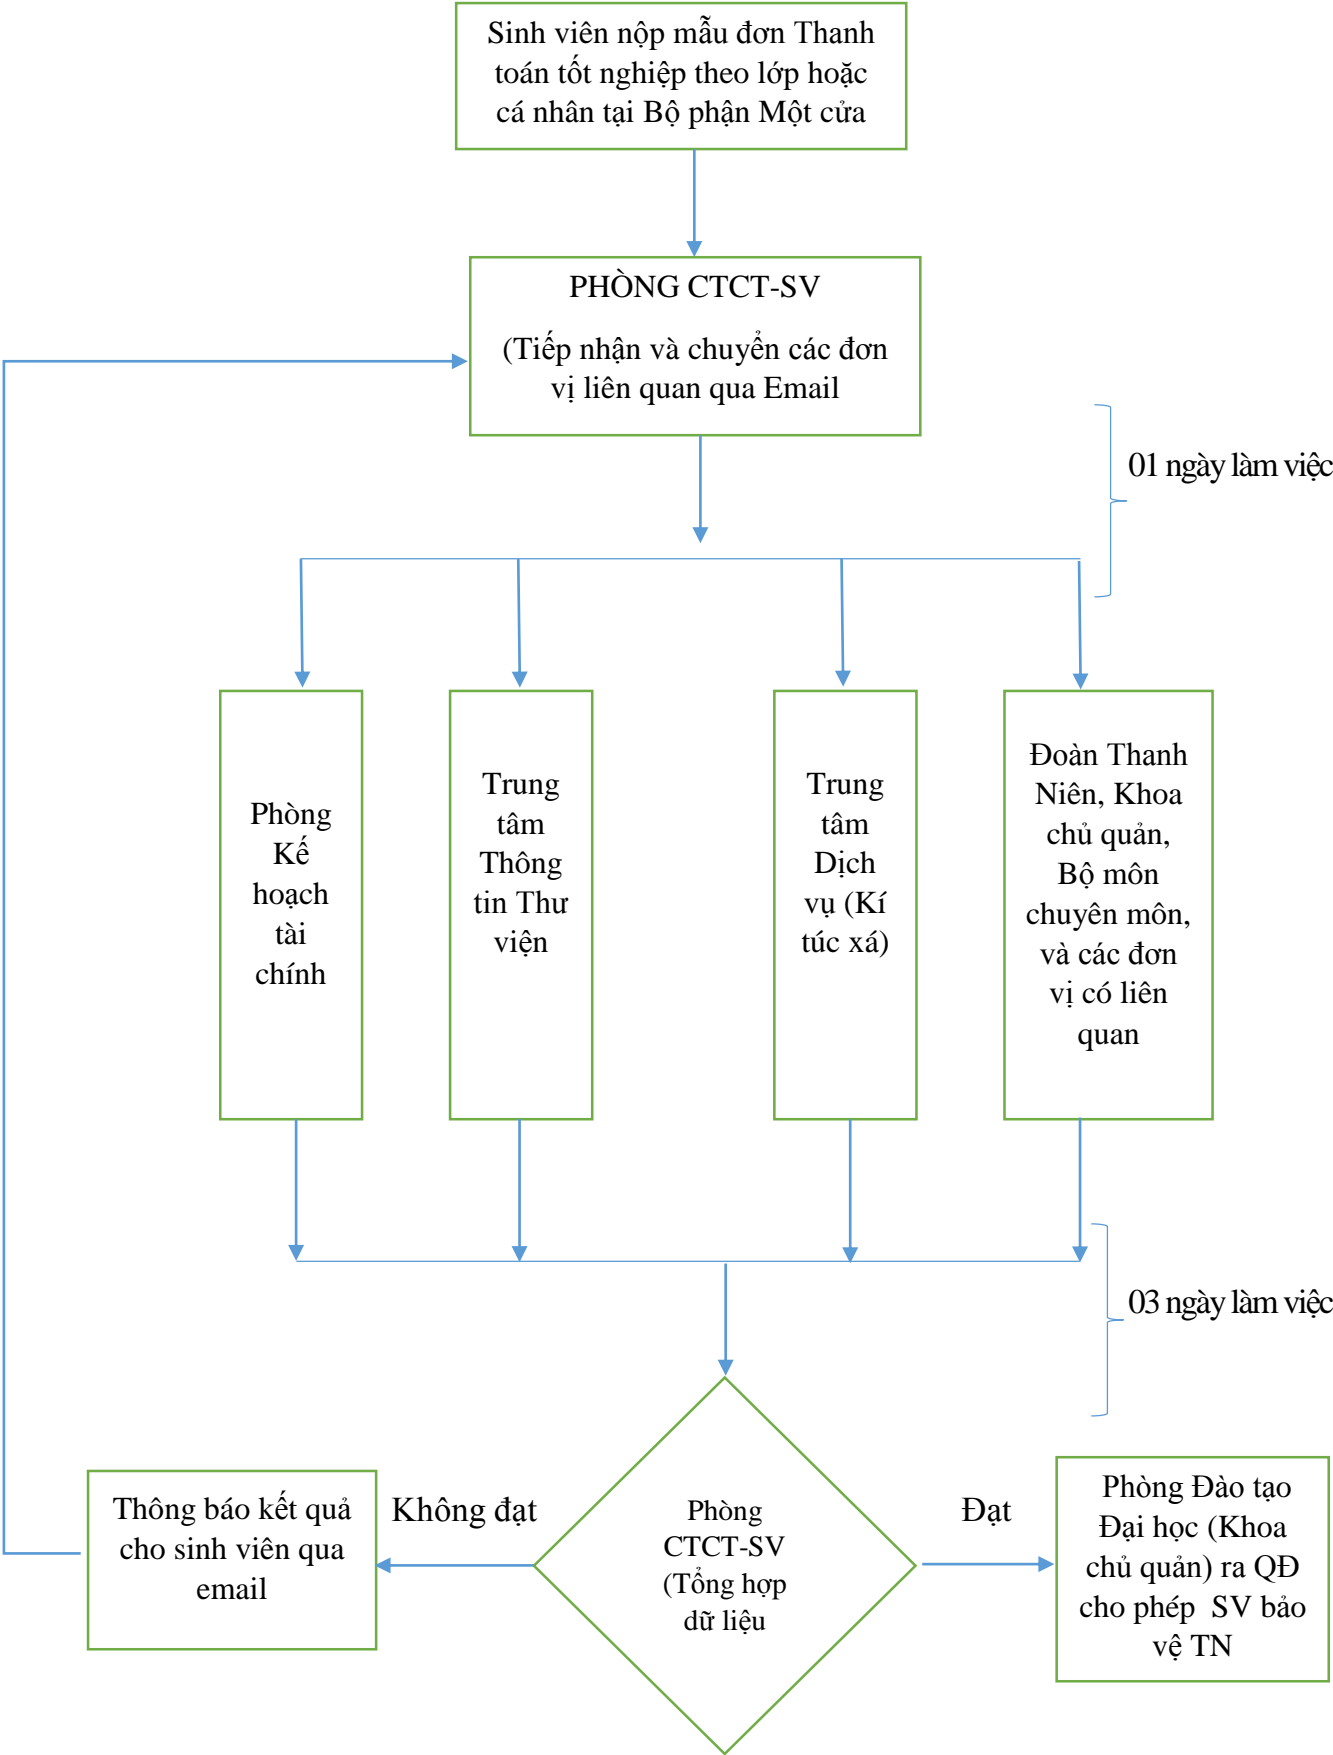 Sinh viên nộp mẫu đơn Thanh
toán tốt nghiệp theo lớp hoặc
cá nhân tại Bộ phận Một cửa
PHÒNG CTCT-SV
(Tiếp nhận và chuyển các đơn
vị liên quan qua Email
01 ngày làm việc
Phòng
Kế
hoạch
tài
chính
Trung
tâm
Thông
tin Thư
viện
Trung
tâm
Dịch
vụ (Kí
túc xá)
Đoàn Thanh
Niên, Khoa
chủ quản,
Bộ môn
chuyên môn,
và các đơn
vị có liên
quan
03 ngày làm việc
Thông báo kết quả
cho sinh viên qua
email
Không đạt
Phòng
CTCT-SV
(Tổng hợp
dữ liệu
Đạt
Phòng Đào tạo
Đại học (Khoa
chủ quản) ra QĐ
cho phép  SV bảo
vệ TN